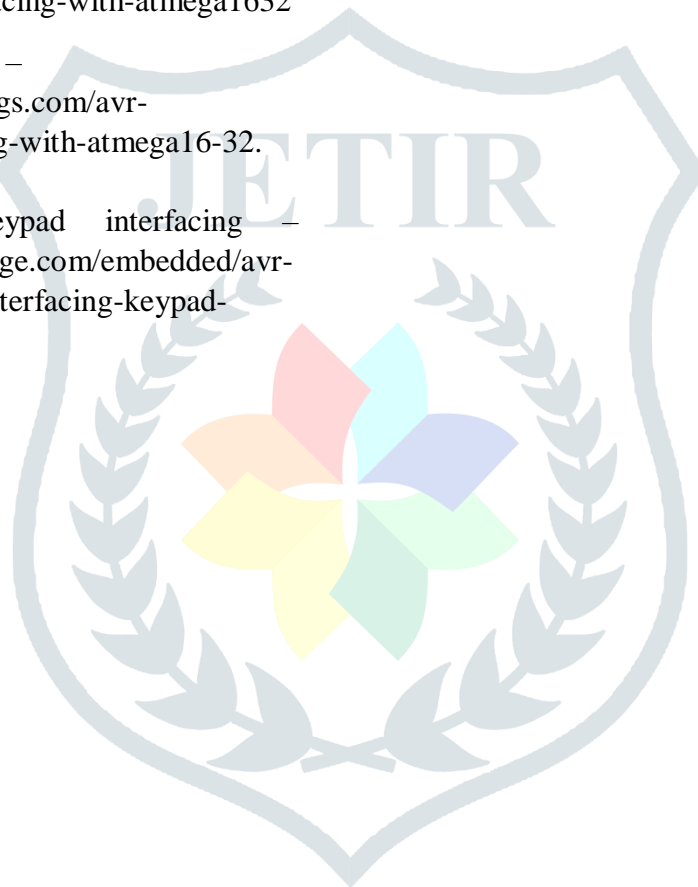 cing-with-atmega1632
–
gs.com/avr-
g-with-atmega16-32.
JETIR
eypad interfacing –
ge.com/embedded/avr-
terfacing-keypad-